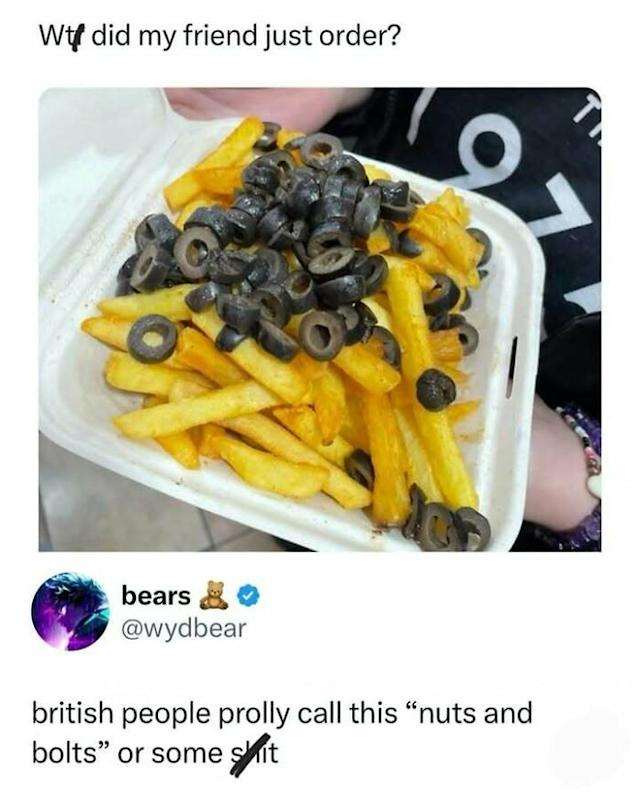 Wtf did my friend just order?
97
bears 🧸
@wydbear
british people prolly call this “nuts and
bolts” or some shit